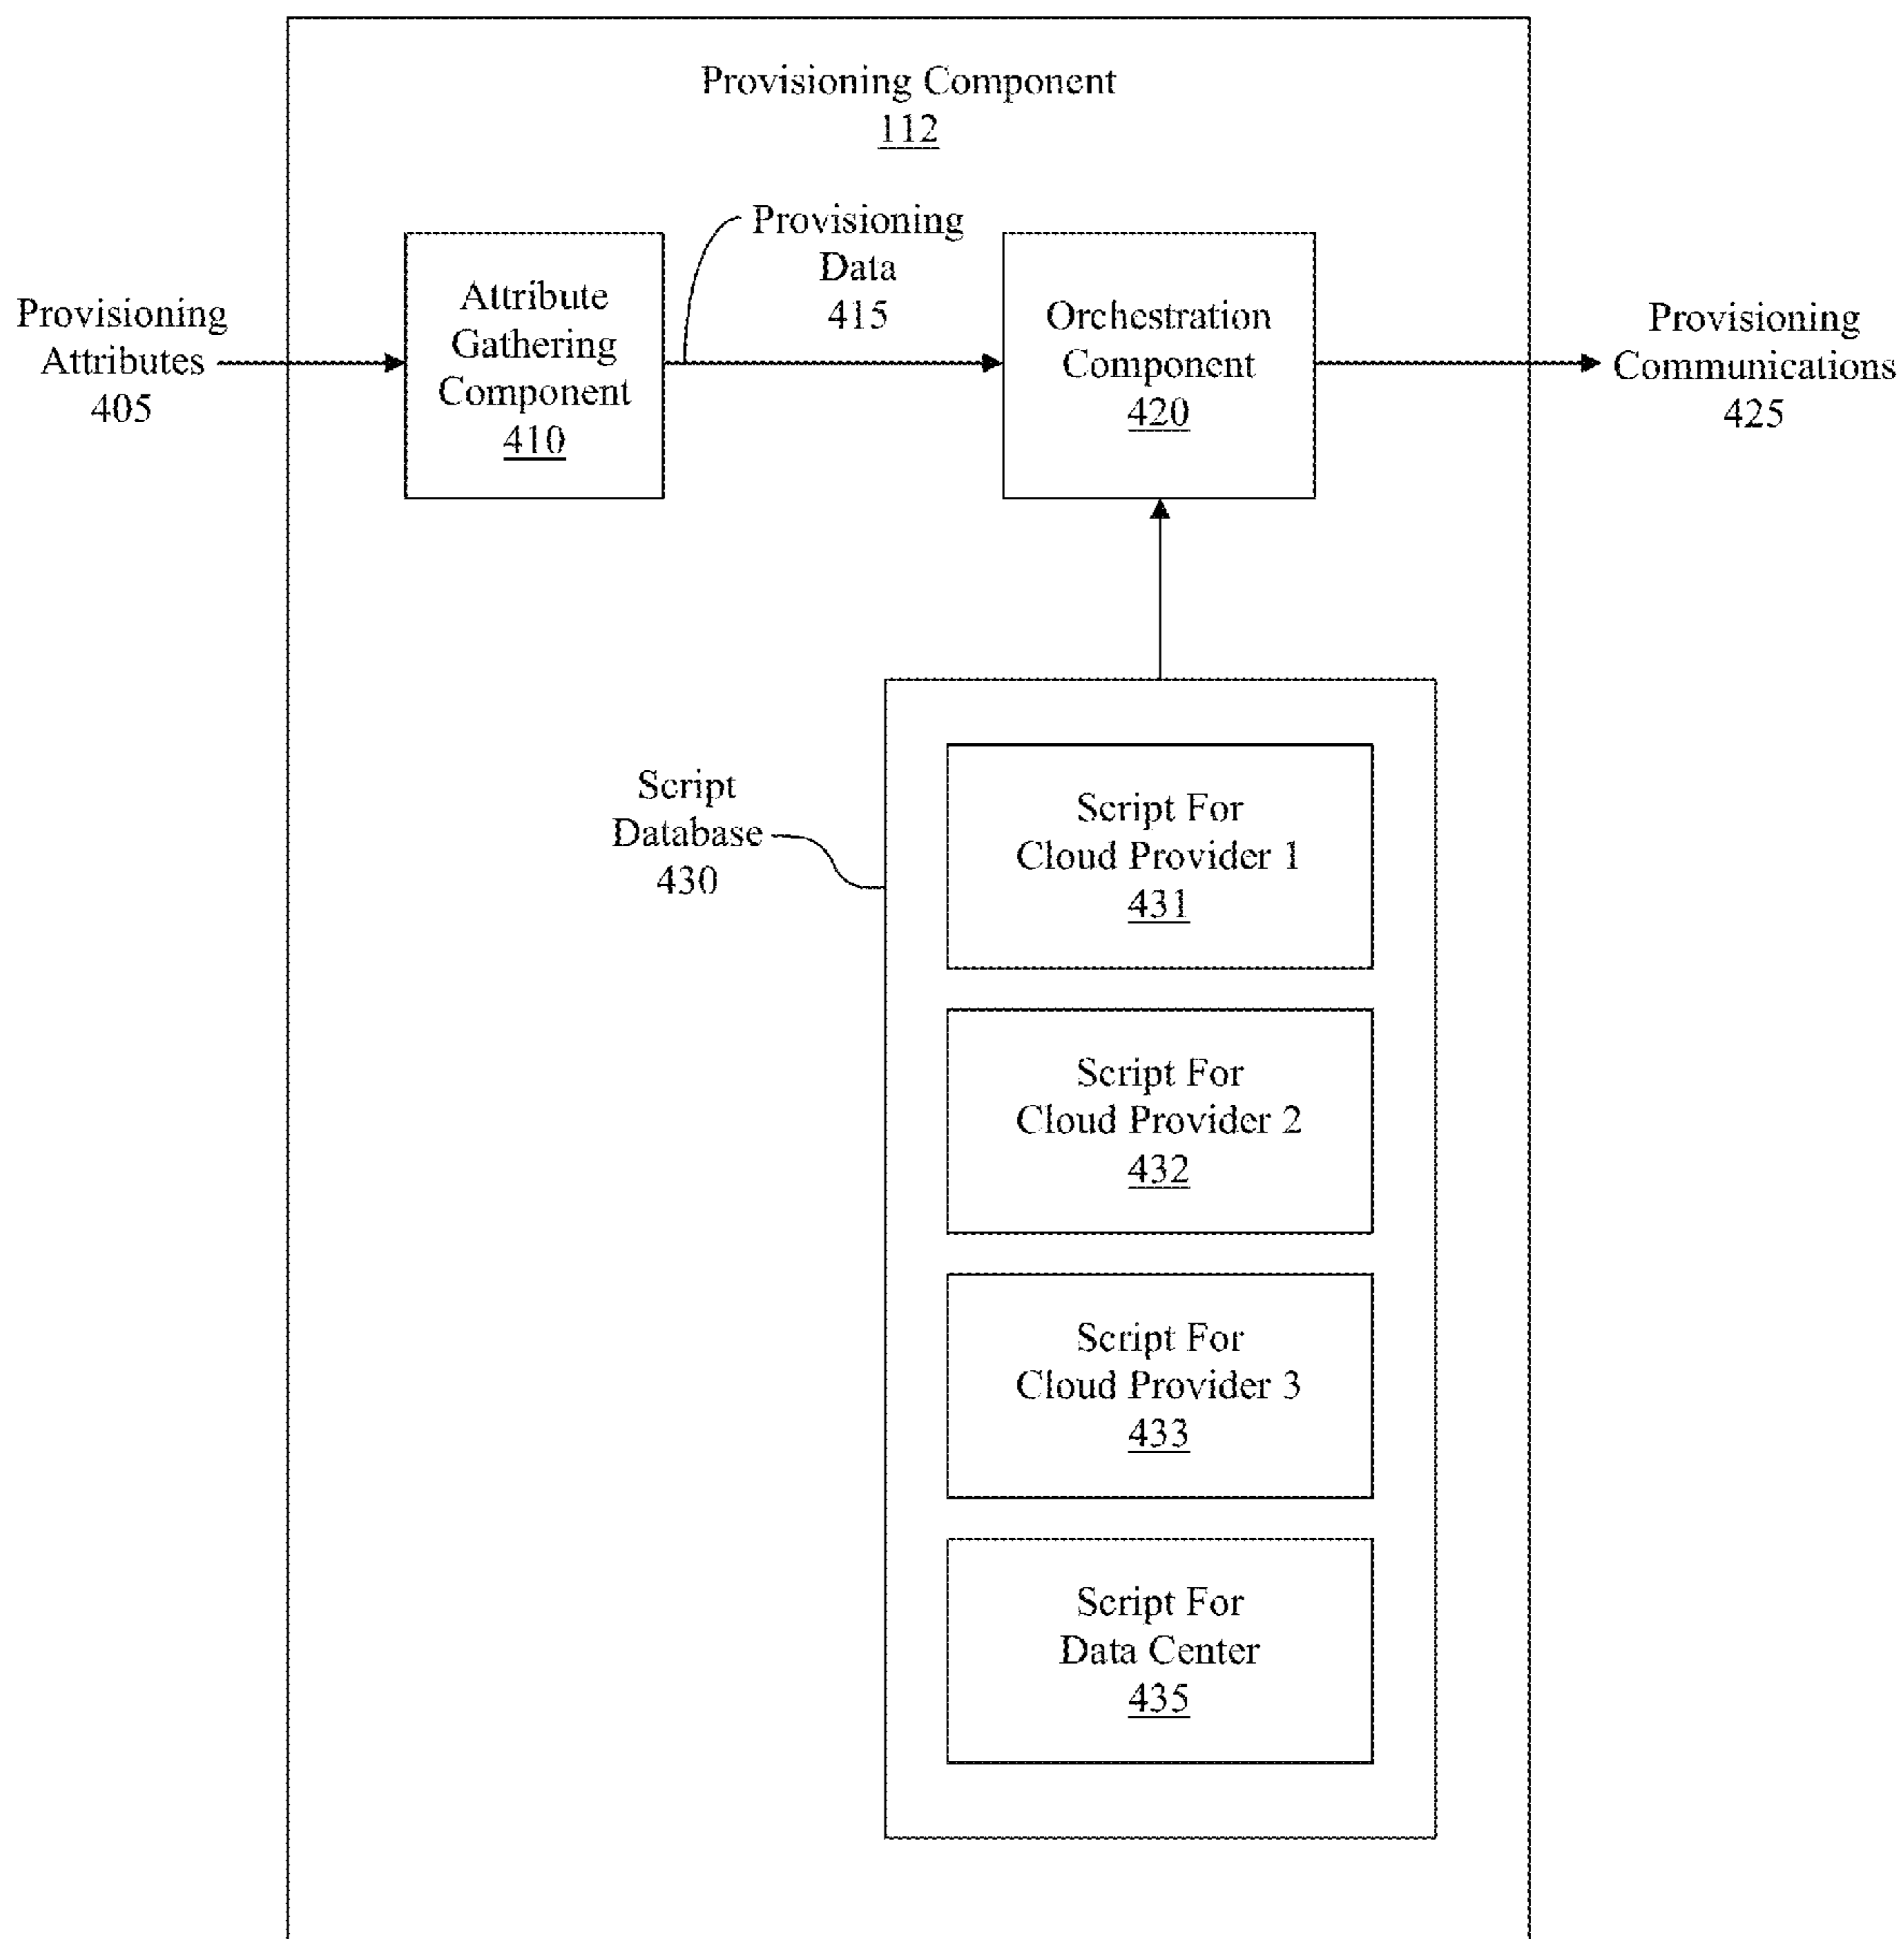 Provisioning Component
112
Provisioning
Attributes
405
Attribute
Gathering
Component
410
Provisioning
Data
415
Orchestration
Component
420
Provisioning
Communications
425
Script
Database
430
Script For
Cloud Provider 1
431
Script For
Cloud Provider 2
432
Script For
Cloud Provider 3
433
Script For
Data Center
435